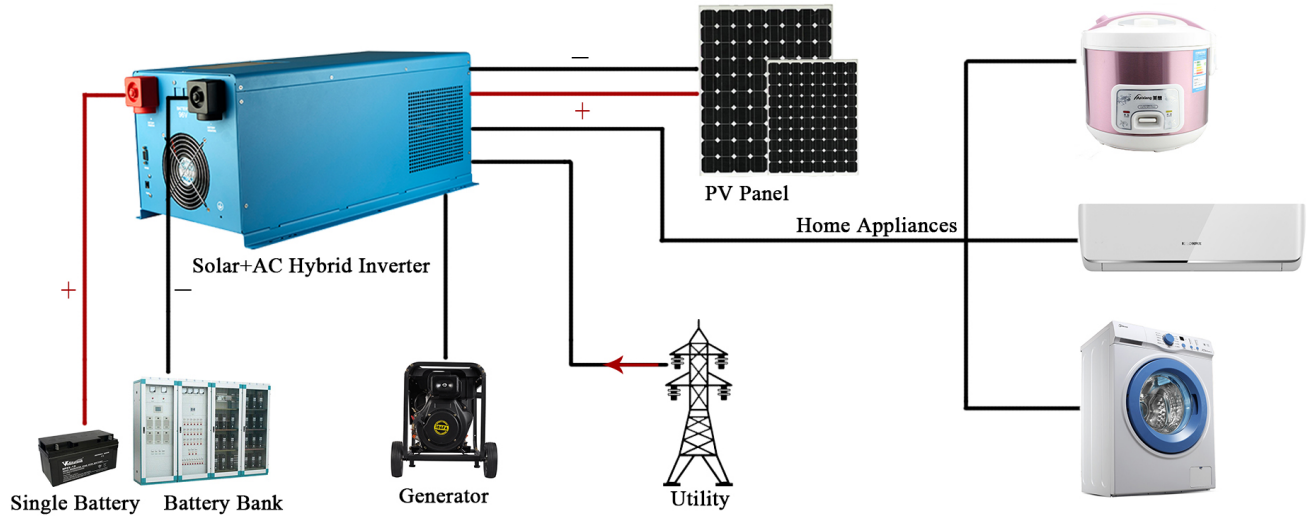 PV Panel
Home Appliances
Solar+AC Hybrid Inverter
+
—
—
+
Single Battery
Battery Bank
Generator
Utility